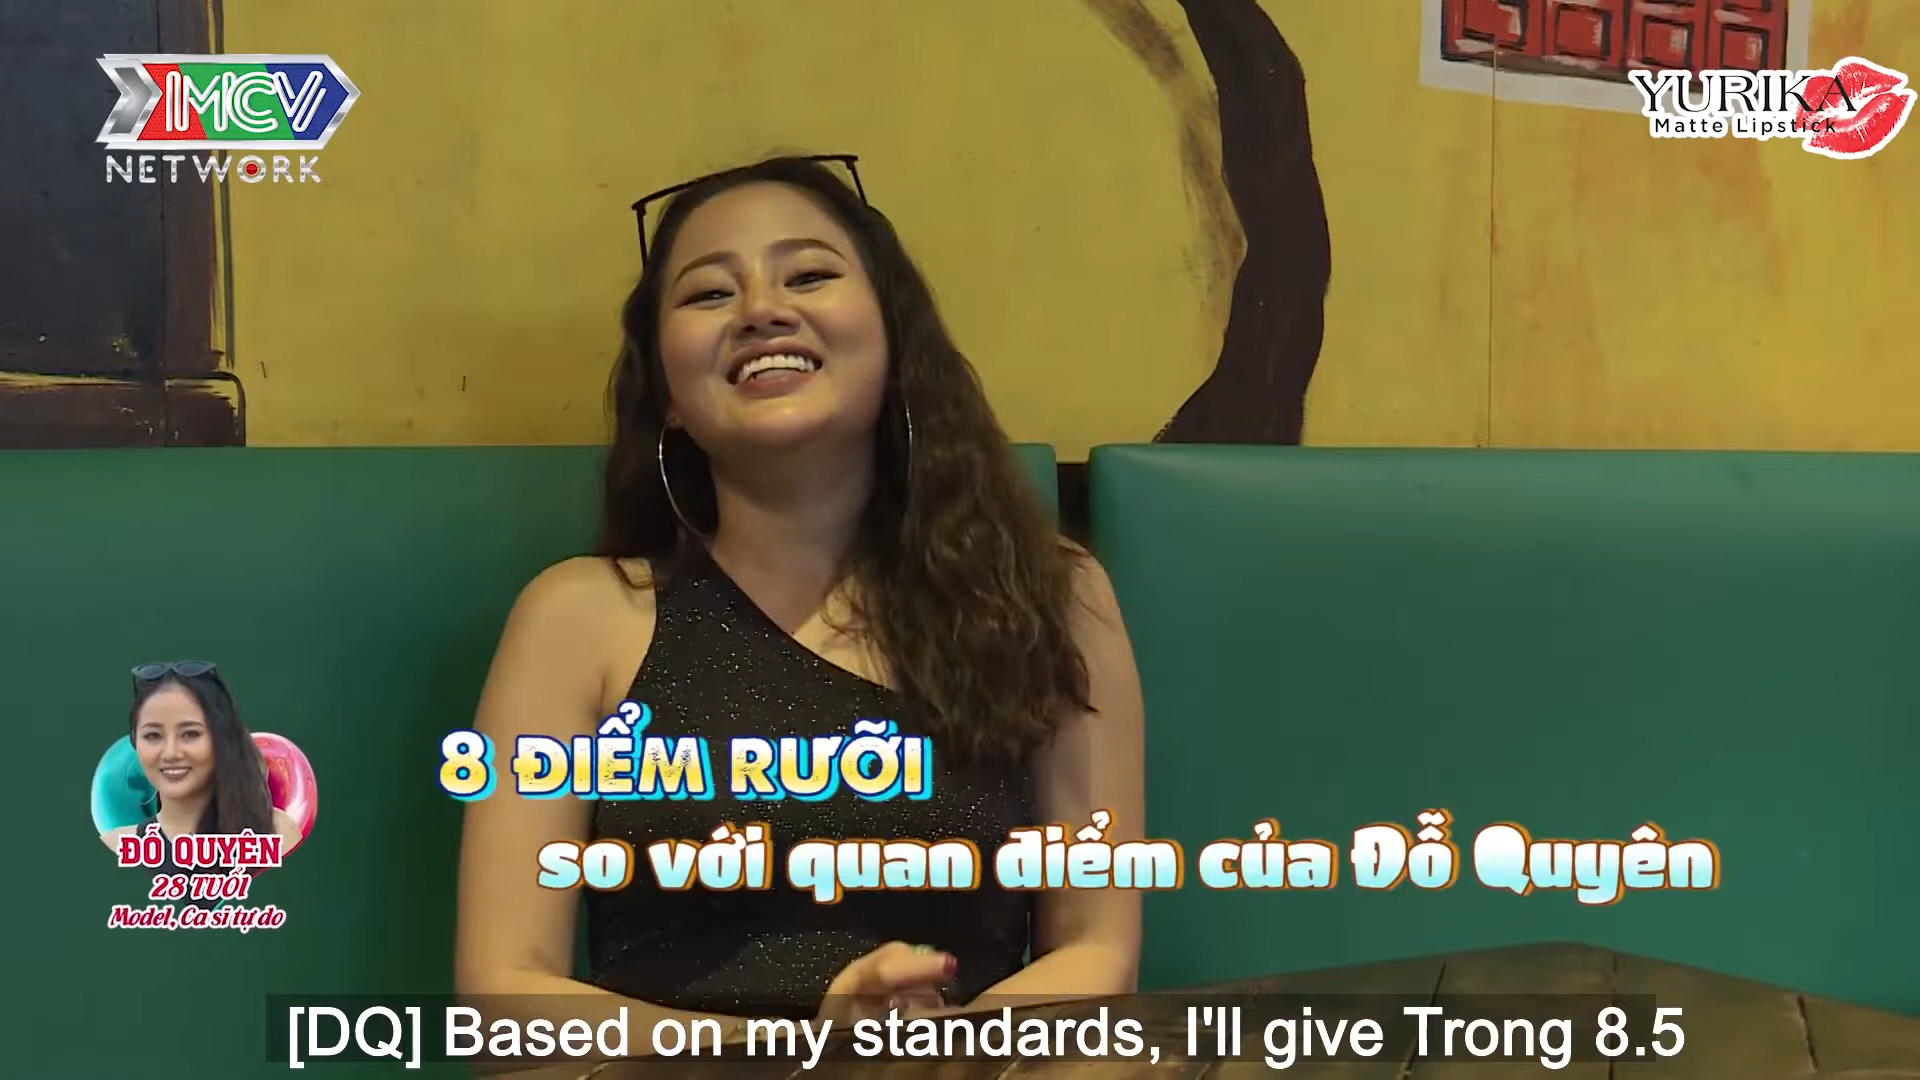 MCV
NETWORK
YURIKA
Matte Lipstick
8 ĐIỂM RƯỠI
so với quan điểm của Đỗ Quyên
ĐỖ QUYÊN
28 TUỔI
Model, Ca sĩ tự do
[DQ] Based on my standards, I'll give Trong 8.5